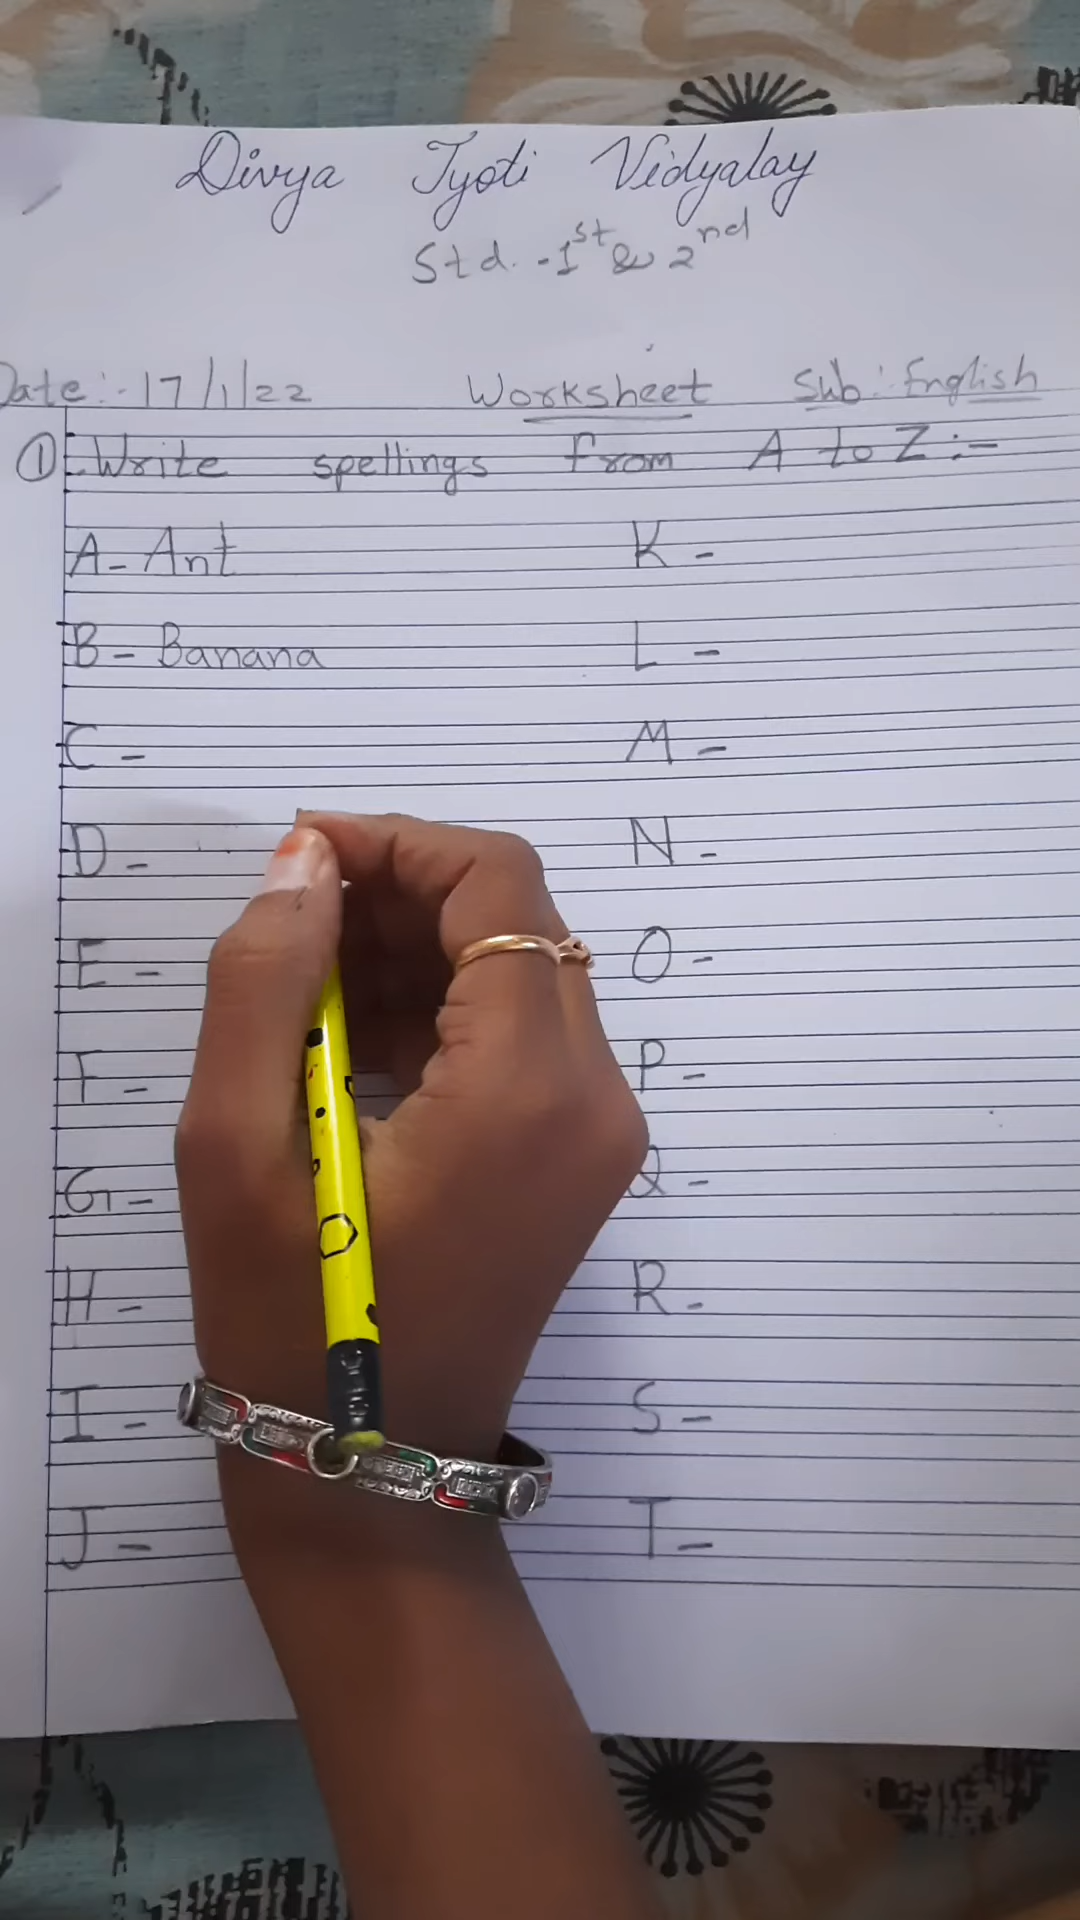 Divya Jyoti Vidyalay
Std. - 1st & 2nd
Date:- 17/1/22 Worksheet Sub: English
① Write spellings from A to Z :-
A - Ant K -
B - Banana L -
C - M -
D - N -
E - O -
F - P -
G - Q -
H - R -
I - S -
J - T -